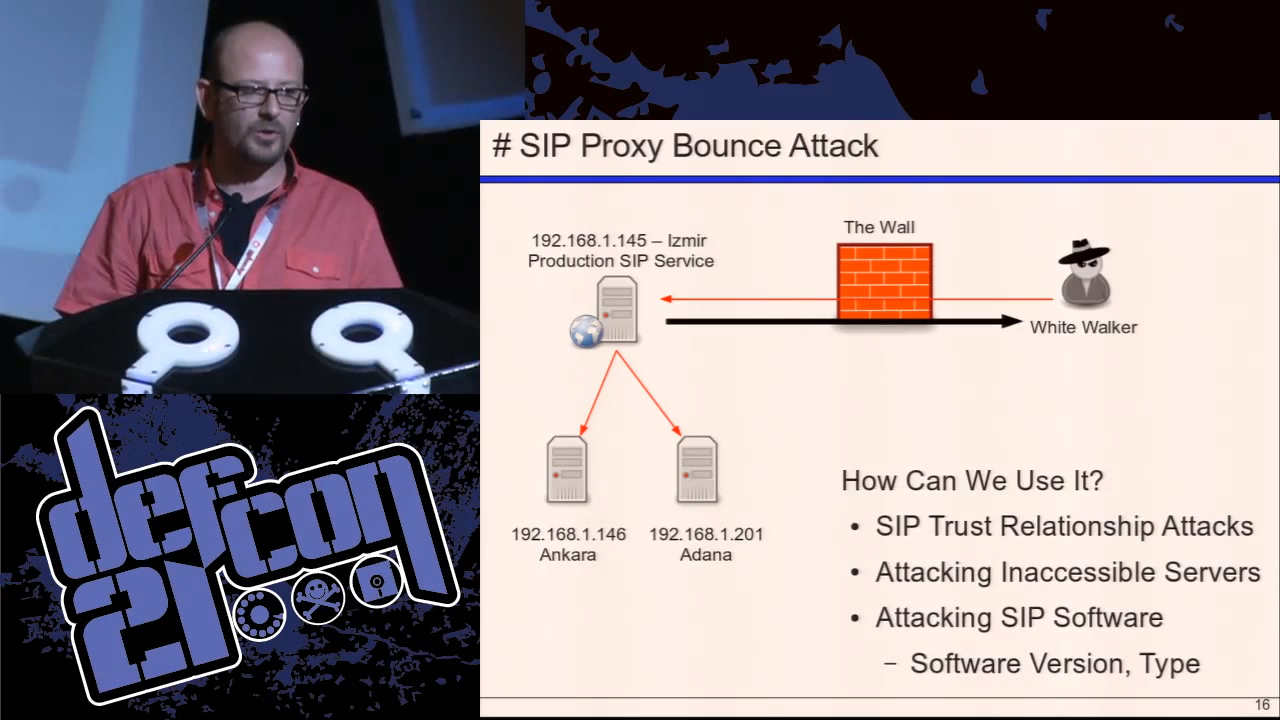 # SIP Proxy Bounce Attack
192.168.1.145 – Izmir
Production SIP Service
The Wall
White Walker
192.168.1.146
Ankara
192.168.1.201
Adana
How Can We Use It?
• SIP Trust Relationship Attacks
• Attacking Inaccessible Servers
• Attacking SIP Software
– Software Version, Type
16
defcon
21